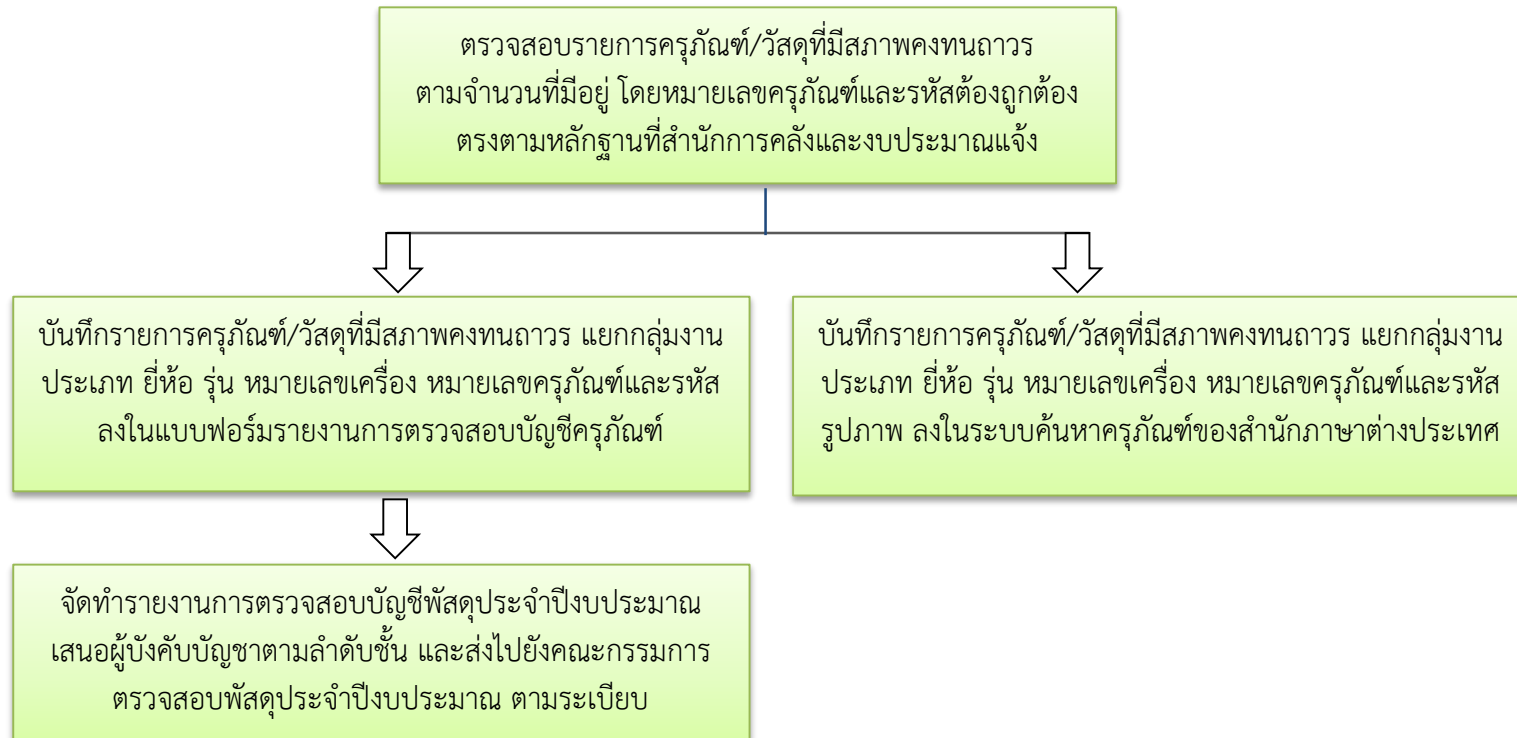 ตรวจสอบรายการครุภัณฑ์/วัสดุที่มีสภาพคงทนถาวร
ตามจำนวนที่มีอยู่ โดยหมายเลขครุภัณฑ์และรหัสต้องถูกต้อง
ตรงตามหลักฐานที่สำนักการคลังและงบประมาณแจ้ง
บันทึกรายการครุภัณฑ์/วัสดุที่มีสภาพคงทนถาวร แยกกลุ่มงาน
ประเภท ยี่ห้อ รุ่น หมายเลขเครื่อง หมายเลขครุภัณฑ์และรหัส
ลงในแบบฟอร์มรายงานการตรวจสอบบัญชีครุภัณฑ์
บันทึกรายการครุภัณฑ์/วัสดุที่มีสภาพคงทนถาวร แยกกลุ่มงาน
ประเภท ยี่ห้อ รุ่น หมายเลขเครื่อง หมายเลขครุภัณฑ์และรหัส
รูปภาพ ลงในระบบค้นหาครุภัณฑ์ของสำนักภาษาต่างประเทศ
จัดทำรายงานการตรวจสอบบัญชีพัสดุประจำปีงบประมาณ
เสนอผู้บังคับบัญชาตามลำดับชั้น และส่งไปยังคณะกรรมการ
ตรวจสอบพัสดุประจำปีงบประมาณ ตามระเบียบ